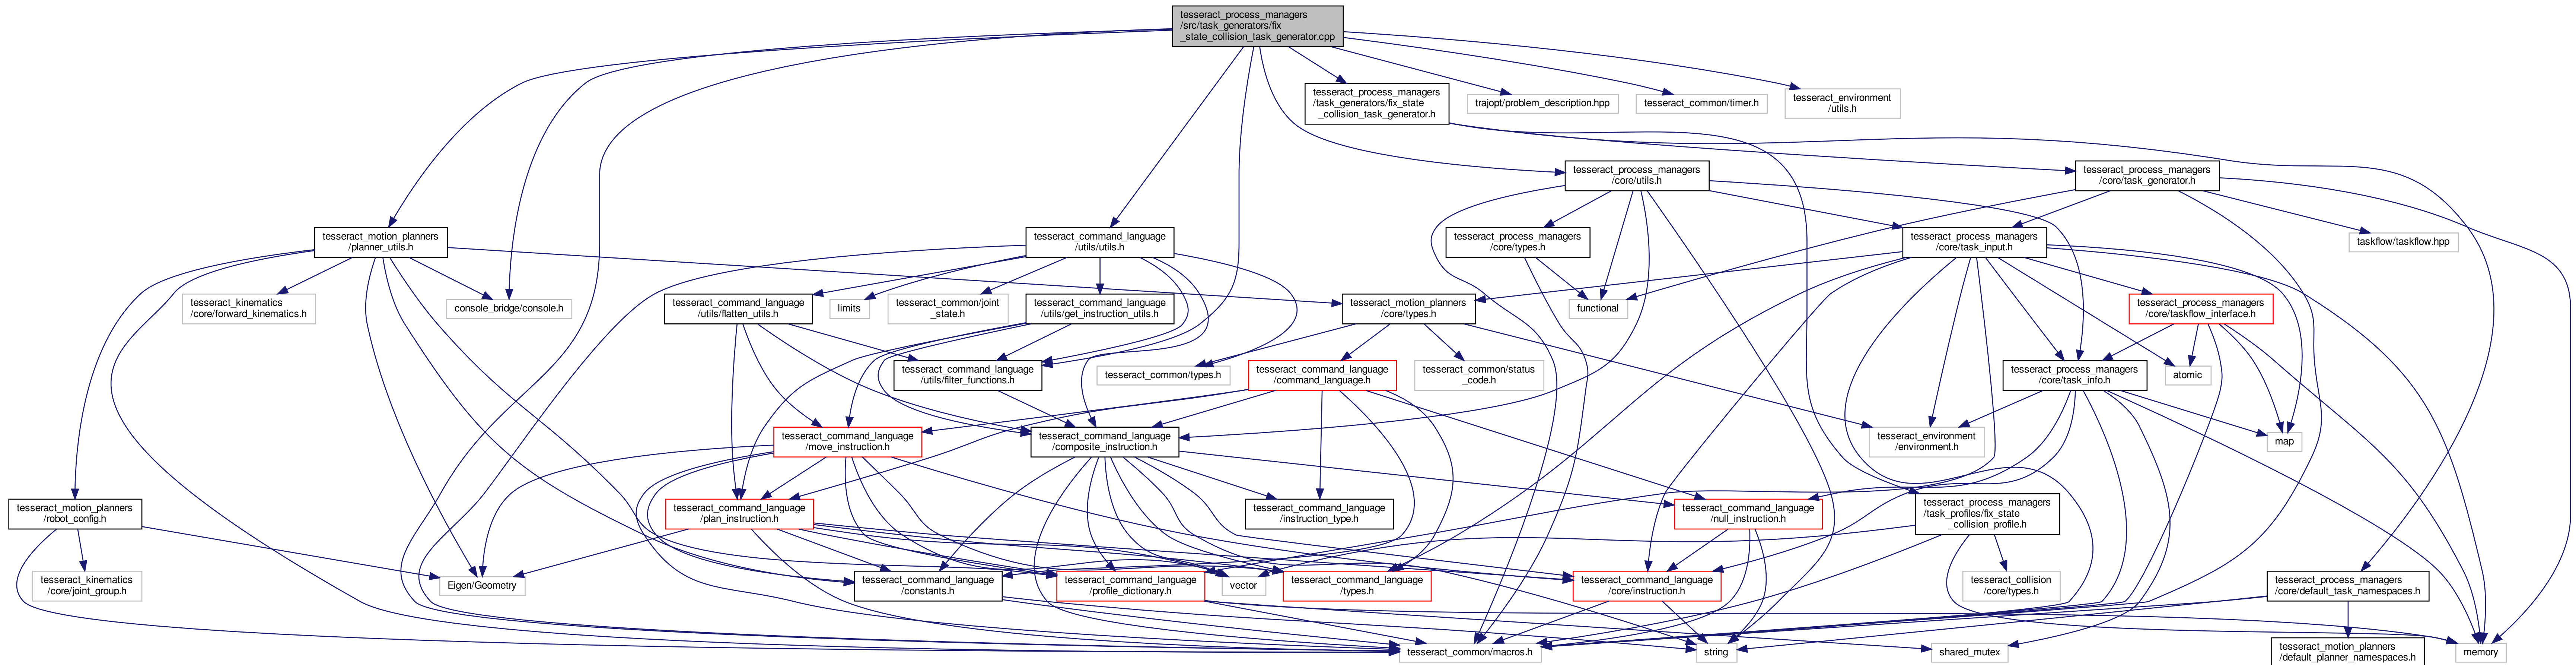 tesseract_process_managers
/src/task_generators/fix
_state_collision_task_generator.cpp
tesseract_process_managers
/task_generators/fix_state
_collision_task_generator.h
trajopt/problem_description.hpp
tesseract_common/timer.h
tesseract_environment
/utils.h
tesseract_process_managers
/core/utils.h
tesseract_process_managers
/core/task_generator.h
tesseract_motion_planners
/planner_utils.h
tesseract_command_language
/utils/utils.h
tesseract_process_managers
/core/types.h
tesseract_process_managers
/core/task_input.h
taskflow/taskflow.hpp
tesseract_kinematics
/core/forward_kinematics.h
console_bridge/console.h
tesseract_command_language
/utils/flatten_utils.h
limits
tesseract_common/joint
_state.h
tesseract_command_language
/utils/get_instruction_utils.h
tesseract_motion_planners
/core/types.h
functional
tesseract_process_managers
/core/taskflow_interface.h
tesseract_command_language
/utils/filter_functions.h
tesseract_common/types.h
tesseract_command_language
/command_language.h
tesseract_common/status
_code.h
tesseract_process_managers
/core/task_info.h
atomic
tesseract_command_language
/move_instruction.h
tesseract_command_language
/composite_instruction.h
tesseract_environment
/environment.h
map
tesseract_motion_planners
/robot_config.h
tesseract_command_language
/plan_instruction.h
tesseract_command_language
/instruction_type.h
tesseract_command_language
/null_instruction.h
tesseract_process_managers
/task_profiles/fix_state
_collision_profile.h
tesseract_kinematics
/core/joint_group.h
Eigen/Geometry
tesseract_command_language
/constants.h
tesseract_command_language
/profile_dictionary.h
vector
tesseract_command_language
/types.h
tesseract_command_language
/core/instruction.h
tesseract_collision
/core/types.h
tesseract_process_managers
/core/default_task_namespaces.h
tesseract_common/macros.h
string
shared_mutex
tesseract_motion_planners
/default_planner_namespaces.h
memory